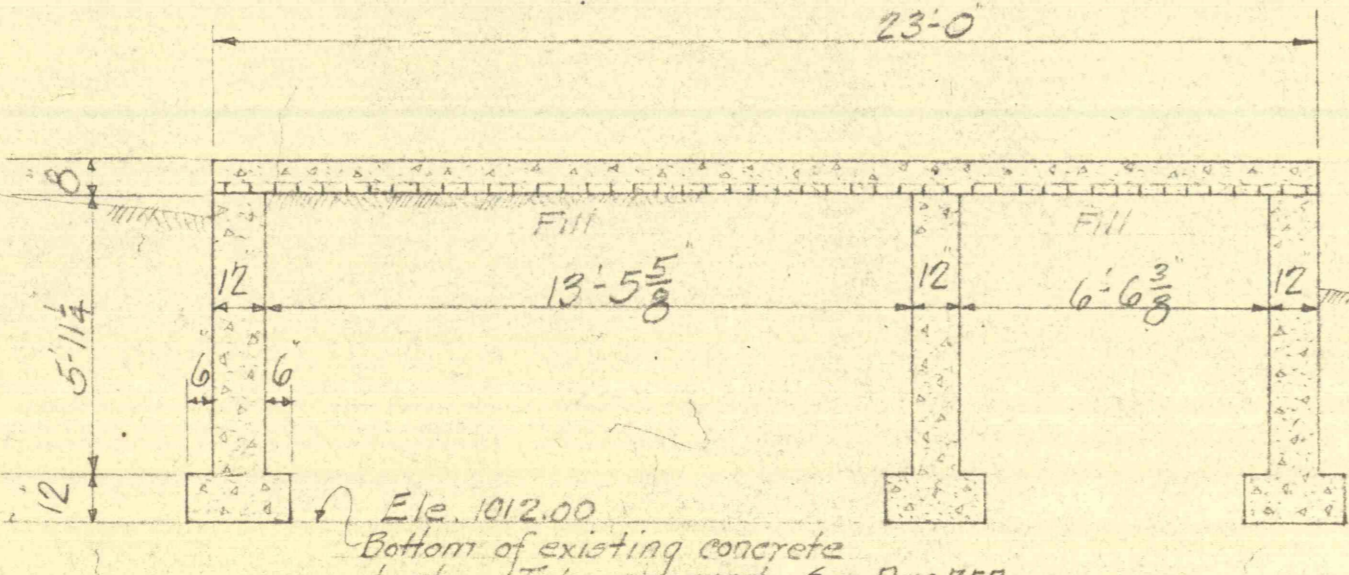 23'-0"
8
Fill
Fill
12"
13'-5 5/8"
12"
6'-6 3/8"
12"
5'-11 1/4
6"
6"
12
Ele. 1012.00
Bottom of existing concrete